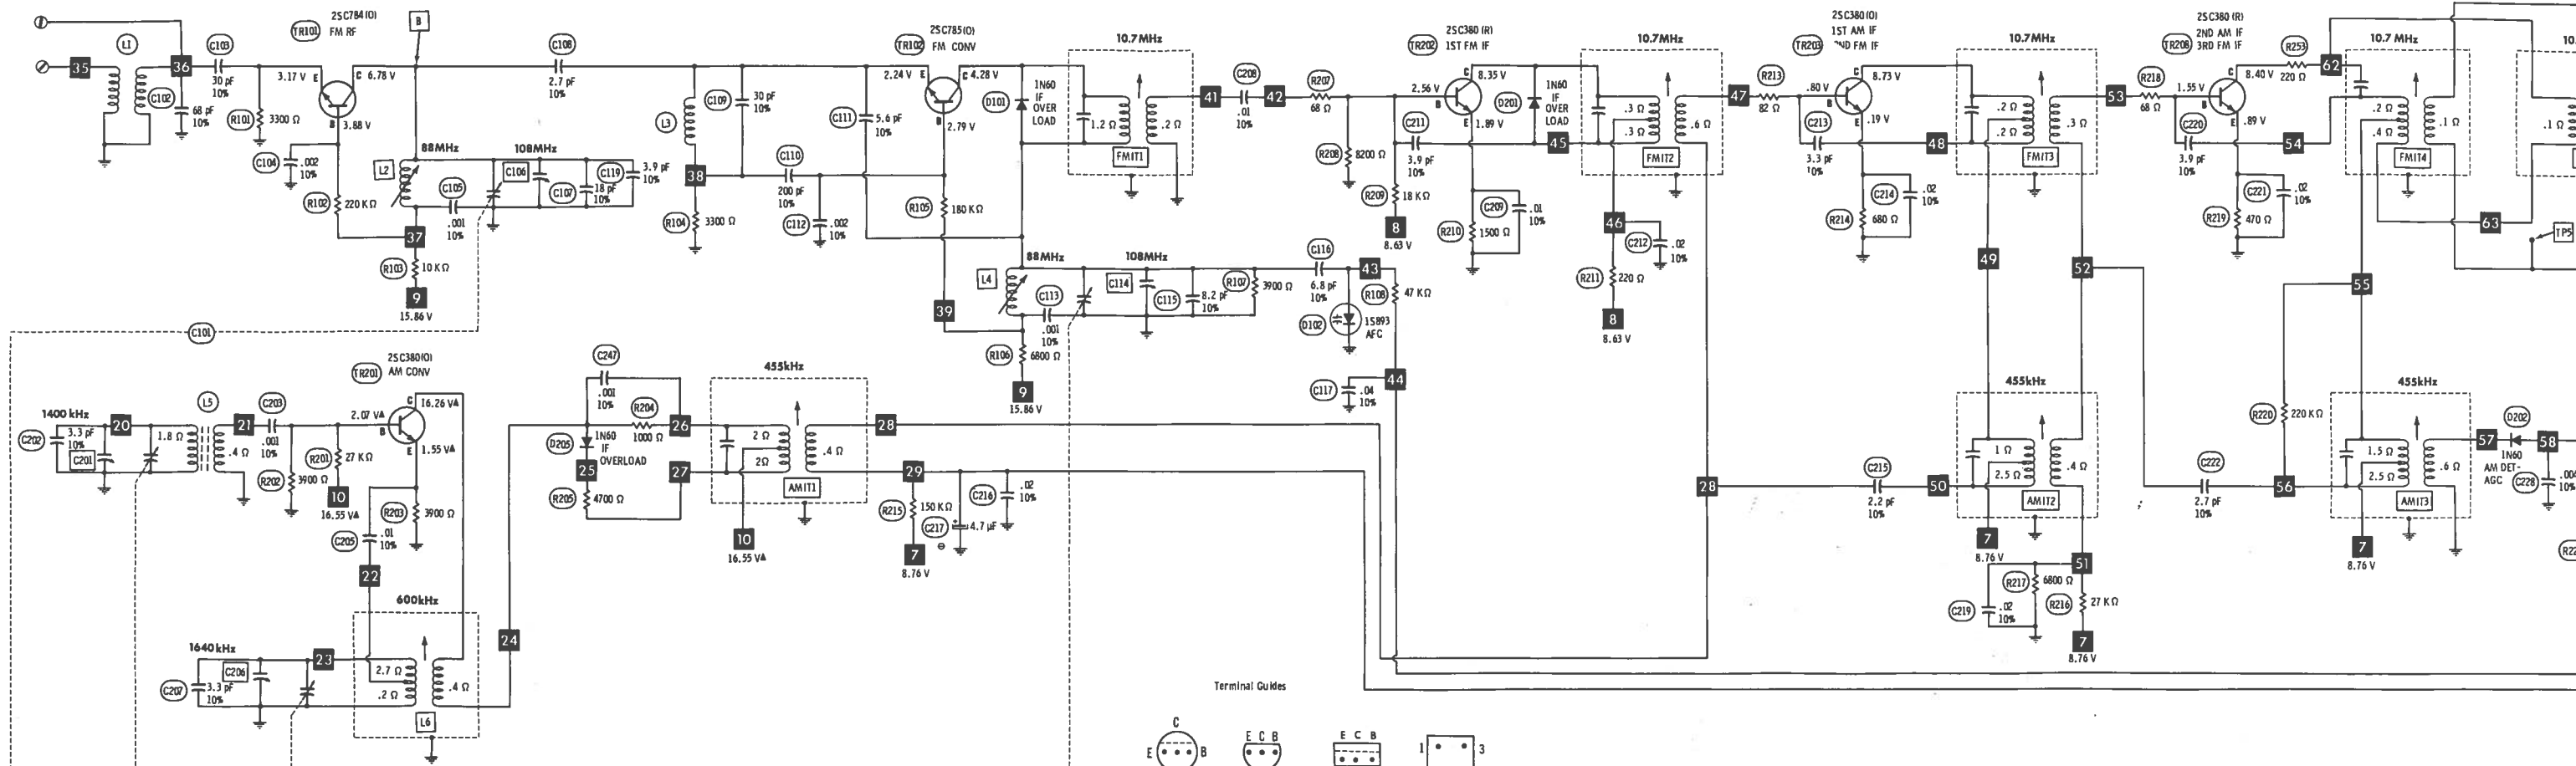 2SC784(O)
TR101 FM RF
B
L1
35
36
C103
30 pF
10%
C102
68 pF
10%
3.17 V
E
C
6.78 V
B
3.88 V
R101
3300 Ω
C104
.002
10%
R102
220 KΩ
L2
88MHz
108MHz
C105
.001
10%
C106
C107
18 pF
10%
C119
3.9 pF
10%
37
R103
10 KΩ
9
15.86 V
C101
C108
2.7 pF
10%
L3
C109
30 pF
10%
38
R104
3300 Ω
C110
200 pF
10%
C112
.002
10%
C111
5.6 pF
10%
2SC785(O)
TR102 FM CONV
2.24 V
E
C
4.28 V
B
2.79 V
R105
180 KΩ
39
D101
1N60
IF
OVER
LOAD
10.7MHz
1.2 Ω
.2 Ω
FMIT1
L4
88MHz
108MHz
C113
.001
10%
C114
C115
8.2 pF
10%
R107
3900 Ω
R106
6800 Ω
9
15.86 V
C116
6.8 pF
10%
43
D102
1S893
AFC
R108
47 KΩ
44
C117
.04
10%
41
C208
.01
10%
42
R207
68 Ω
R208
8200 Ω
R209
18 KΩ
8
8.63 V
2SC380 (R)
TR202 1ST FM IF
2.56 V
B
C
8.35 V
E
1.89 V
C211
3.9 pF
10%
R210
1500 Ω
C209
.01
10%
D201
1N60
IF
OVER
LOAD
45
10.7MHz
.3 Ω
.3 Ω
.6 Ω
FMIT2
46
C212
.02
10%
R211
220 Ω
8
8.63 V
47
R213
82 Ω
2SC380(O)
1ST AM IF
TR203 2ND FM IF
.80 V
B
C
8.73 V
E
.19 V
C213
3.3 pF
10%
R214
680 Ω
C214
.02
10%
48
10.7MHz
.2 Ω
.2 Ω
.3 Ω
FMIT3
49
52
53
R218
68 Ω
2SC380 (R)
2ND AM IF
TR208 3RD FM IF
R253
220 Ω
62
1.55 V
B
C
8.40 V
E
.89 V
C220
3.9 pF
10%
R219
470 Ω
C221
.02
10%
54
10.7 MHz
.2 Ω
.4 Ω
.1 Ω
FMIT4
63
10.
.1 Ω
TP5
55
2SC380(O)
TR201 AM CONV
1400 kHz
C202
3.3 pF
10%
C201
20
1.8 Ω
L5
.4 Ω
21
C203
.001
10%
R202
3900 Ω
R201
27 KΩ
10
16.55 V▲
2.07 V▲
B
C
16.26 V▲
E
1.55 V▲
R203
3900 Ω
C205
.01
10%
22
600kHz
1640kHz
C207
3.3 pF
10%
C206
23
2.7 Ω
.2 Ω
.4 Ω
L6
24
C247
.001
10%
R204
1000 Ω
D205
1N60
IF
OVERLOAD
25
R205
4700 Ω
26
27
455kHz
2 Ω
2Ω
.4 Ω
AMIT1
10
16.55 V▲
28
29
R215
150 KΩ
7
8.76 V
C217
4.7 µF
C216
.02
10%
28
C215
2.2 pF
10%
50
455kHz
1 Ω
2.5 Ω
.4 Ω
AMIT2
7
8.76 V
51
R217
6800 Ω
C219
.02
10%
R216
27 KΩ
7
8.76 V
C222
2.7 pF
10%
56
R220
220 KΩ
455kHz
1.5 Ω
2.5 Ω
.6 Ω
AMIT3
7
8.76 V
57
D202
1N60
AM DET-
AGC
58
C228
.004
10%
R22
Terminal Guides
C
E
B
E C B
E C B
1
3